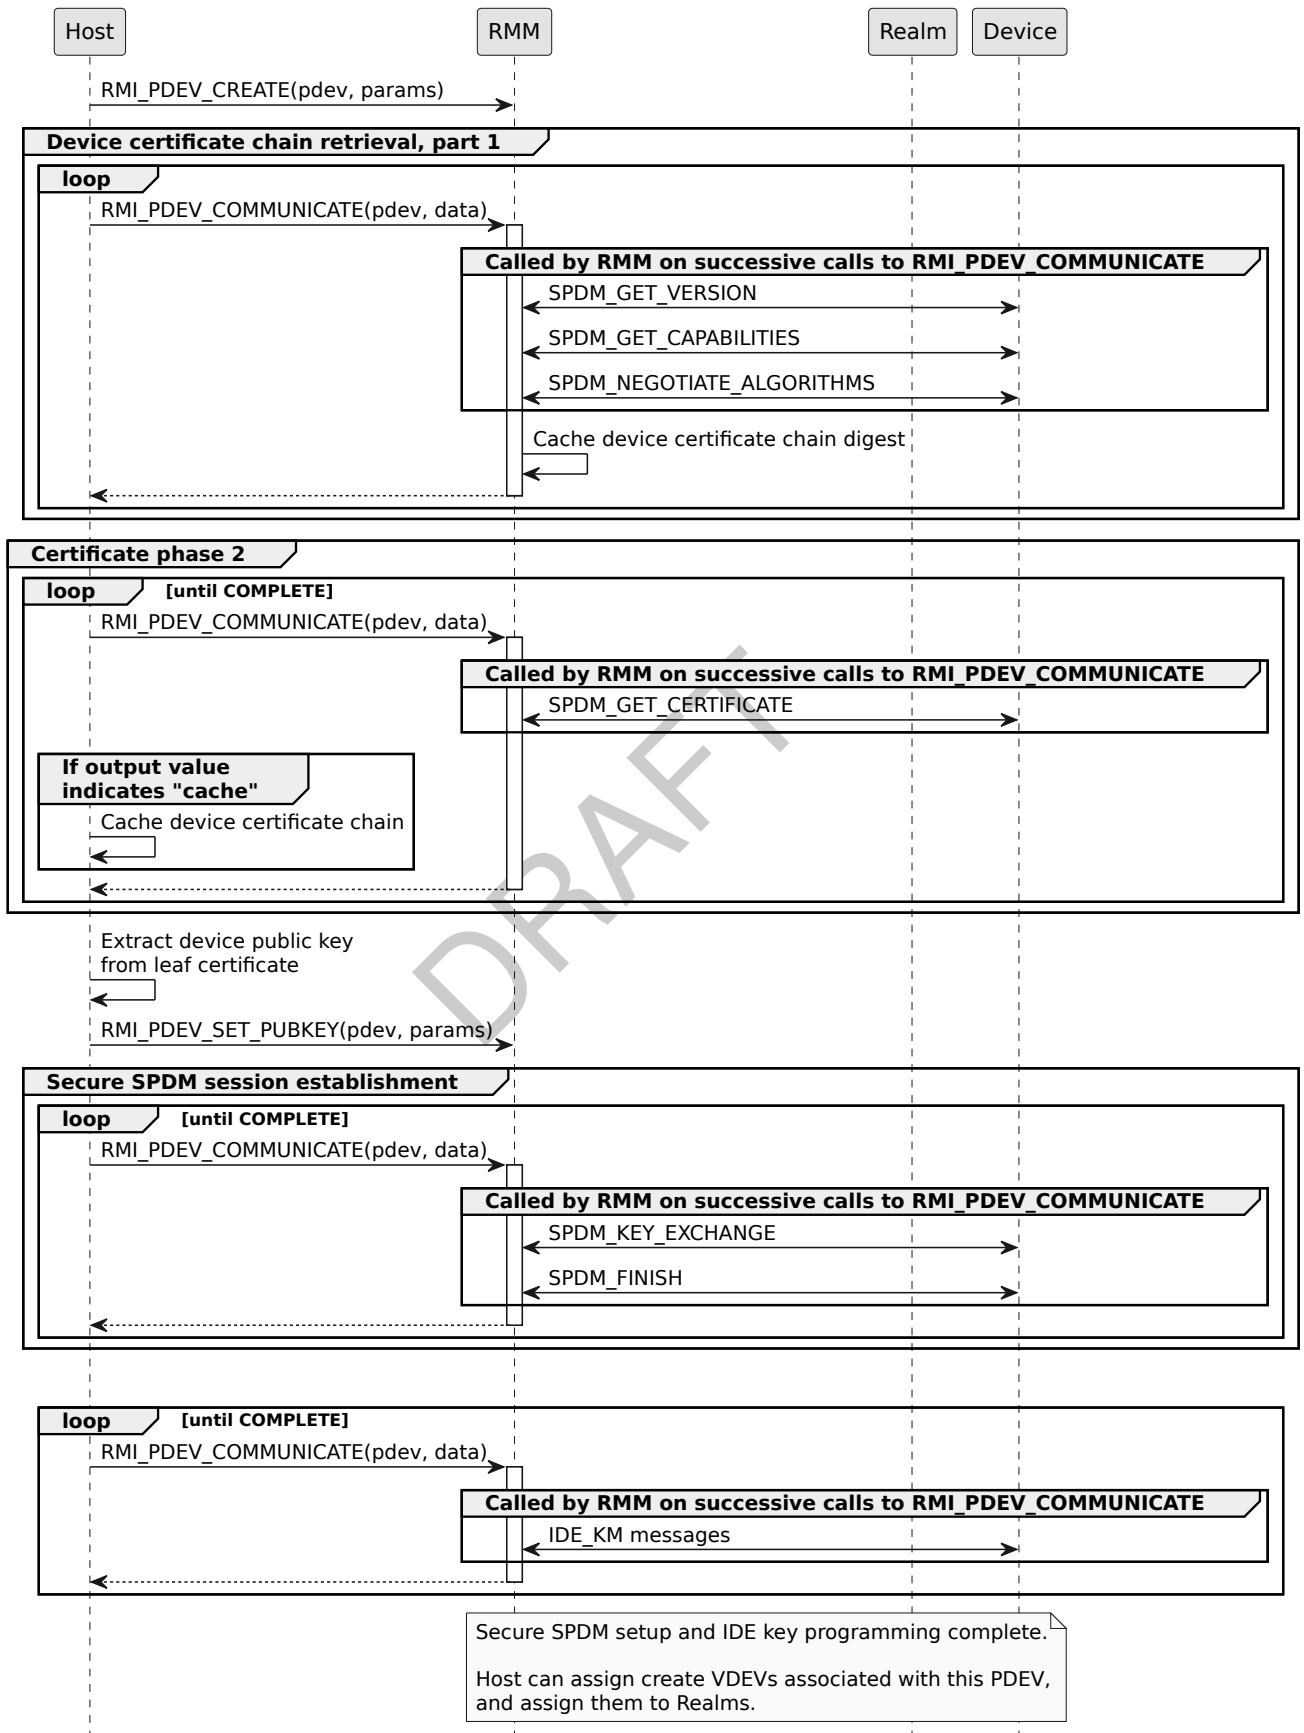 Host
RMM
Realm
Device
RMI_PDEV_CREATE(pdev, params)
Device certificate chain retrieval, part 1
loop
RMI_PDEV_COMMUNICATE(pdev, data)
Called by RMM on successive calls to RMI_PDEV_COMMUNICATE
SPDM_GET_VERSION
SPDM_GET_CAPABILITIES
SPDM_NEGOTIATE_ALGORITHMS
Cache device certificate chain digest
Certificate phase 2
loop [until COMPLETE]
RMI_PDEV_COMMUNICATE(pdev, data)
Called by RMM on successive calls to RMI_PDEV_COMMUNICATE
SPDM_GET_CERTIFICATE
If output value
indicates "cache"
Cache device certificate chain
DRAFT
Extract device public key
from leaf certificate
RMI_PDEV_SET_PUBKEY(pdev, params)
Secure SPDM session establishment
loop [until COMPLETE]
RMI_PDEV_COMMUNICATE(pdev, data)
Called by RMM on successive calls to RMI_PDEV_COMMUNICATE
SPDM_KEY_EXCHANGE
SPDM_FINISH
loop [until COMPLETE]
RMI_PDEV_COMMUNICATE(pdev, data)
Called by RMM on successive calls to RMI_PDEV_COMMUNICATE
IDE_KM messages
Secure SPDM setup and IDE key programming complete.
Host can assign create VDEVs associated with this PDEV,
and assign them to Realms.